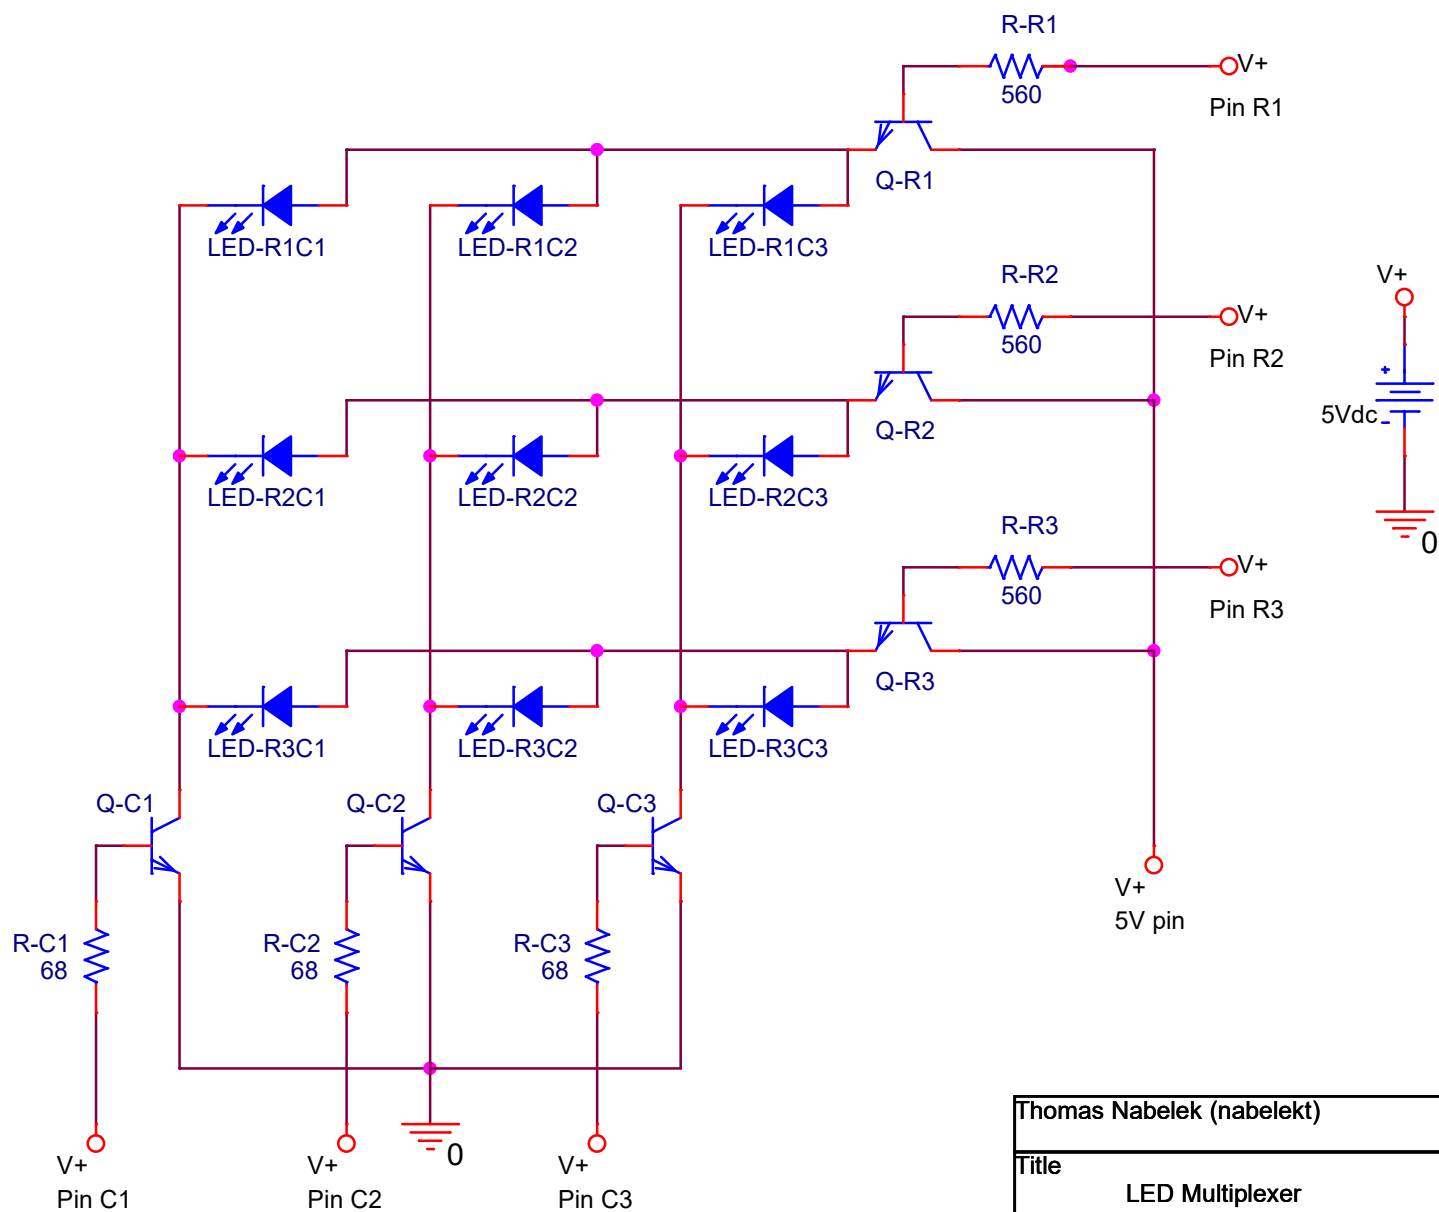 R-R1
V+
560
Pin R1
Q-R1
LED-R1C1
LED-R1C2
LED-R1C3
R-R2
V+
V+
560
Pin R2
+
5Vdc
-
Q-R2
LED-R2C1
LED-R2C2
LED-R2C3
R-R3
0
V+
560
Pin R3
Q-R3
LED-R3C1
LED-R3C2
LED-R3C3
Q-C1
Q-C2
Q-C3
V+
5V pin
R-C1
68
R-C2
68
R-C3
68
0
V+
Pin C1
V+
Pin C2
V+
Pin C3
Thomas Nabelek (nabelekt)
Title
LED Multiplexer